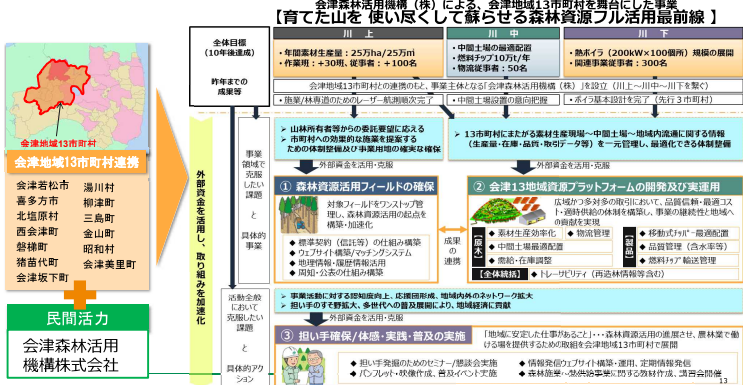 会津森林活用機構(株)による、会津地域13市町村を舞台にした事業
【育てた山を 使い尽くして蘇らせる森林資源フル活用最前線 】
会津地域13市町村
会津地域13市町村連携
会津若松市
喜多方市
北塩原村
西会津町
磐梯町
猪苗代町
会津坂下町
湯川村
柳津町
三島町
金山町
昭和村
会津美里町
民間活力
会津森林活用
機構株式会社
外部資金を活用し、取り組みを加速化
全体目標
(10年後達成)
昨年までの
成果等
川上
・年間素材生産:25万ha/25万㎥
・作業班:+30班、従事者:+100名
川中
・中間土場の最適配置
・燃料チップ10万t/年
・物流従事者:50名
川下
・熱ボイラ(200kW×100個所)規模の展開
・関連事業従事者:300名
会津地域13市町村との連携のもと、事業主体となる「会津森林活用機構(株)」を設立(川上~川中~川下を繋ぐ)
・施業/林専道のためのレーザー航測順次完了
・中間土場設置の意向把握
・ボイラ基本設計を完了(先行3市町村)
事業
領域で
克服
したい
課題
と
具体的
事業
➢ 山林所有者等からの委託要望に応える
➢ 市町村への効果的な施業を提案する
ための体制整備及び事業用地の確実な確保
➢ 13市町村にまたがる素材生産現場~中間土場~地域内流通に関する情報
(生産量・在庫・品質・取引データ等)を一元管理し、最適化できる体制整備
外部資金を活用・克服
外部資金を活用・克服
① 森林資源活用フィールドの確保
対象フィールドをワンストップ管
理し、森林資源活用の起点を
構築・加速化
◆ 標準契約(信託等)の仕組み構築
◆ ウェブサイト構築/マッチングシステム
◆ 地理情報・履歴情報活用
◆ 周知・公表の仕組み構築
成果
の
連携
② 会津13地域資源プラットフォームの開発及び実運用
広域かつ多対多の取引において、品質信頼・最適コス
ト・適時供給の体制を構築し、事業の継続性と地域へ
の貢献を実現
【原木】
◆ 素材生産効率化 ◆ 物流管理
◆ 中間土場最適配置
◆ 需給・在庫調整
【製品】
◆ 移動式チッパー最適配置
◆ 品質管理(含水率等)
◆ 燃料チップ輸送管理
【全体統括】 ◆ トレーサビリティ(再造林情報等含む)
活動全般
において
克服した
い課題
と
具体的アク
ション
➢ 事業活動に対する認知度向上、応援団形成、地域内外のネットワーク拡大
➢ 担い手のすそ野拡大、多世代への普及展開により、地域経済に貢献
外部資金を活用・克服
外部資金を活用・克服
③ 担い手確保/体感・実践・普及の実施
「地域に安定した仕事があること」・・・森林資源活用の進展させ、農林業で働
ける場を提供するための取組を会津地域13市町村で展開
◆ 担い手発掘のためのセミナー/懇談会実施
◆ パンフレット・映像作成、普及イベント実施
◆ 情報発信ウェブサイト構築・運用、定期情報発信
◆ 森林施業~熱供給事業に関する教材作成、講習会開催
13